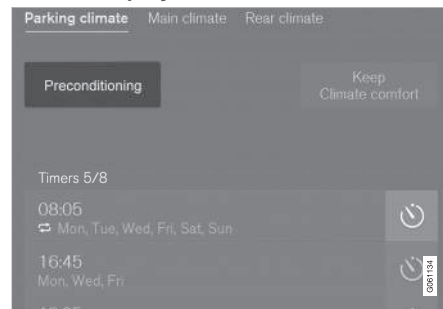 Parking climate Main climate Rear climate
Preconditioning
Keep
Climate comfort
Timers 5/8
08:05
Mon, Tue, Wed, Fri, Sat, Sun
16:45
Mon, Wed, Fri
G061134